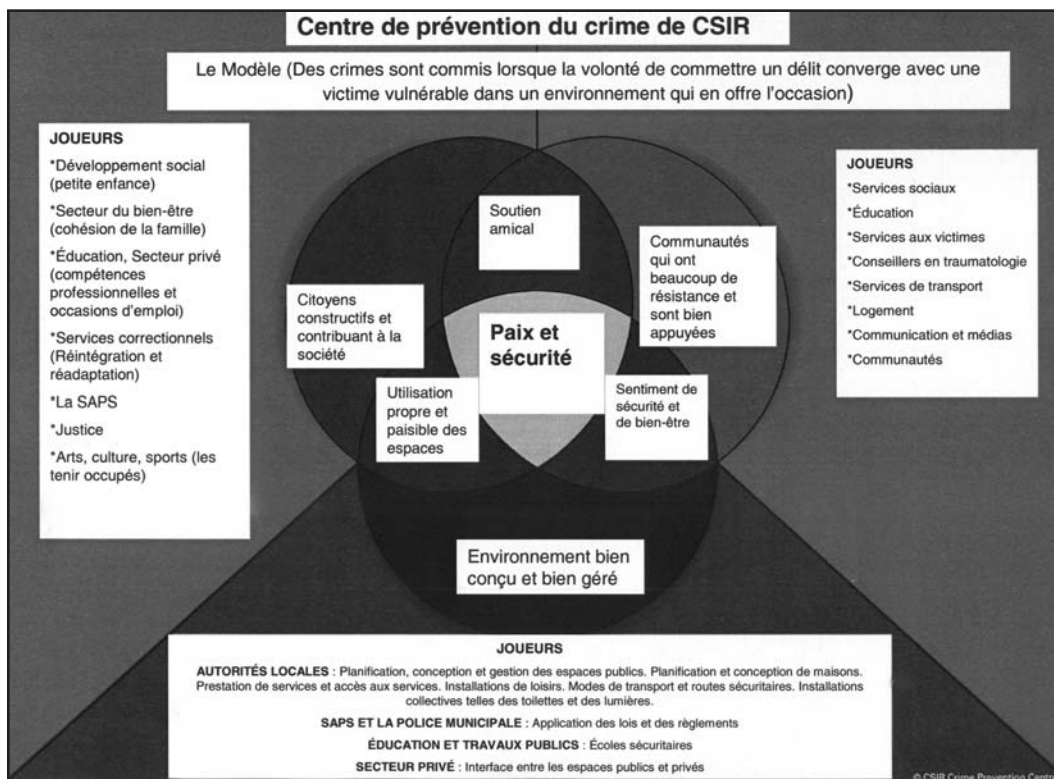 Centre de prévention du crime de CSIR
Le Modèle (Des crimes sont commis lorsque la volonté de commettre un délit converge avec une
victime vulnérable dans un environnement qui en offre l'occasion)
JOUEURS
*Développement social
(petite enfance)
*Secteur du bien-être
(cohésion de la famille)
*Éducation, Secteur privé
(compétences
professionnelles et
occasions d'emploi)
*Services correctionnels
(Réintégration et
réadaptation)
*La SAPS
*Justice
*Arts, culture, sports (les
tenir occupés)
Soutien
amical
Citoyens
constructifs et
contribuant à la
société
Communautés
qui ont
beaucoup de
résistance et
sont bien
appuyées
Paix et
sécurité
Utilisation
propre et
paisible des
espaces
Sentiment de
sécurité et
de bien-être
Environnement bien
conçu et bien géré
JOUEURS
*Services sociaux
*Éducation
*Services aux victimes
*Conseillers en traumatologie
*Services de transport
*Logement
*Communication et médias
*Communautés
JOUEURS
AUTORITÉS LOCALES : Planification, conception et gestion des espaces publics. Planification et conception de maisons.
Prestation de services et accès aux services. Installations de loisirs. Modes de transport et routes sécuritaires. Installations
collectives telles des toilettes et des lumières.
SAPS ET LA POLICE MUNICIPALE : Application des lois et des règlements
ÉDUCATION ET TRAVAUX PUBLICS : Écoles sécuritaires
SECTEUR PRIVÉ : Interface entre les espaces publics et privés
© CSIR Crime Prevention Centre